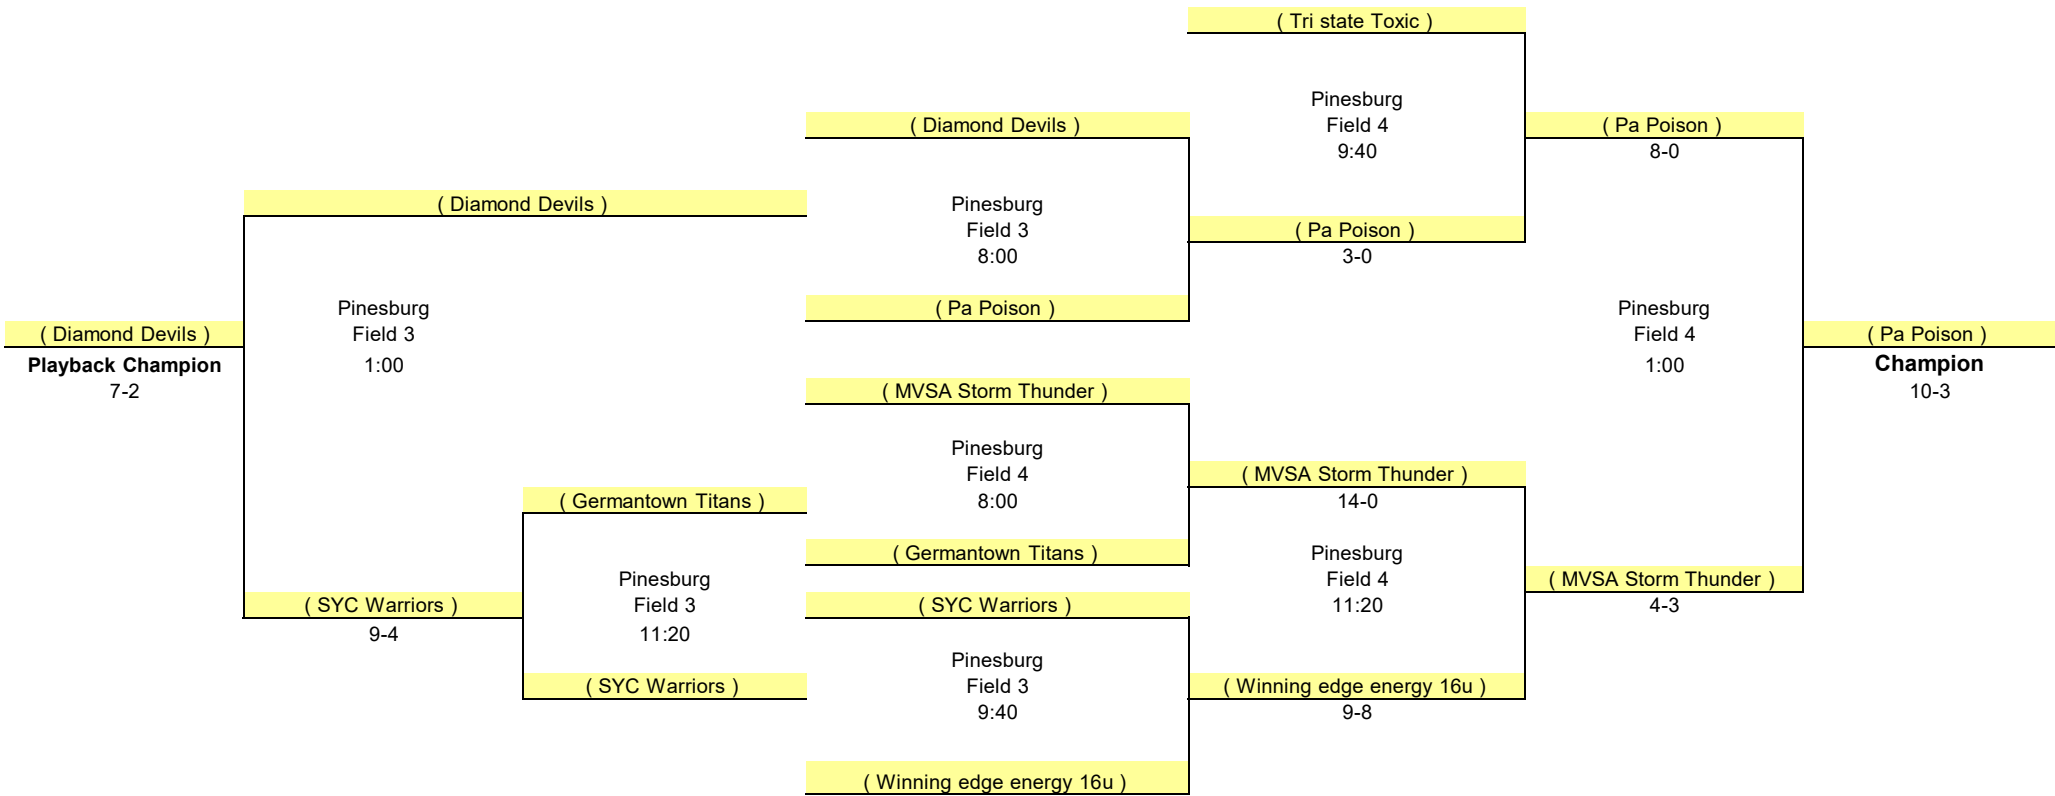 ( Tri state Toxic )
Pinesburg
Field 4
9:40
( Diamond Devils )
( Pa Poison )
8-0
( Diamond Devils )
Pinesburg
Field 3
8:00
( Pa Poison )
3-0
( Pa Poison )
Pinesburg
Field 3
1:00
Pinesburg
Field 4
1:00
( Diamond Devils )
Playback Champion
7-2
( Pa Poison )
Champion
10-3
( MVSA Storm Thunder )
Pinesburg
Field 4
8:00
( MVSA Storm Thunder )
14-0
( Germantown Titans )
( Germantown Titans )
Pinesburg
Field 4
11:20
Pinesburg
Field 3
11:20
( MVSA Storm Thunder )
4-3
( SYC Warriors )
9-4
( SYC Warriors )
Pinesburg
Field 3
9:40
( SYC Warriors )
( Winning edge energy 16u )
9-8
( Winning edge energy 16u )